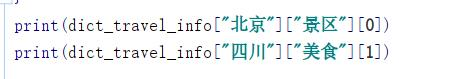 print(dict_travel_info["北京"]["景区"][0])
print(dict_travel_info["四川"]["美食"][1])